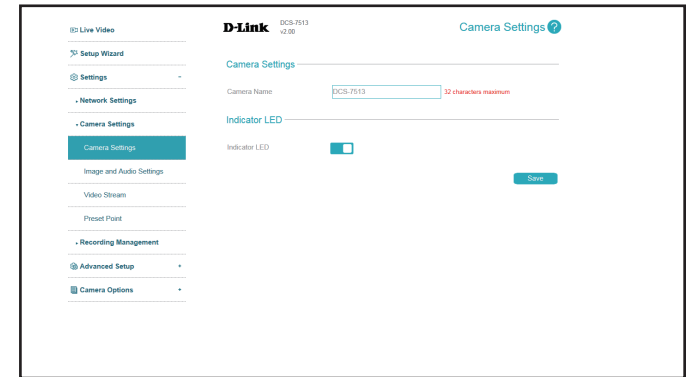 Live Video
Setup Wizard
Settings -
Network Settings
Camera Settings
Camera Settings
Image and Audio Settings
Video Stream
Preset Point
Recording Management
Advanced Setup +
Camera Options +
D-Link DCS-7513
v2.00
Camera Settings ?
Camera Settings
Camera Name DCS-7513 32 characters maximum
Indicator LED
Indicator LED
Save